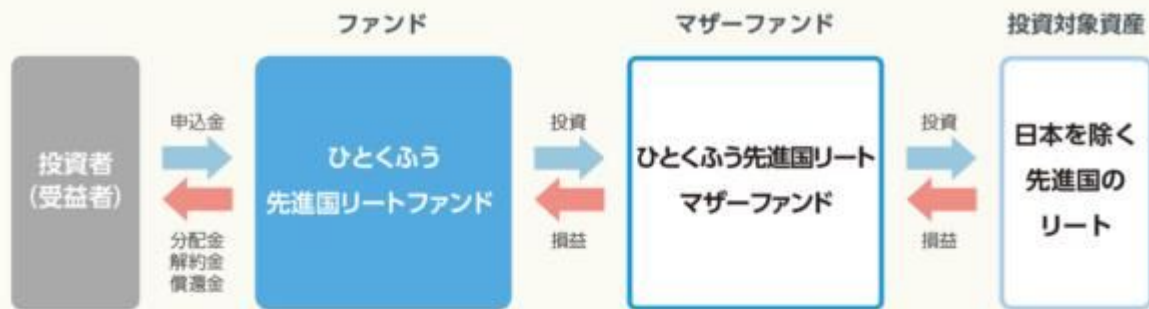 ファンド
マザーファンド
投資対象資産
投資者
(受益者)
申込金
分配金
解約金
償還金
ひとくふう
先進国リートファンド
投資
損益
ひとくふう先進国リート
マザーファンド
投資
損益
日本を除く
先進国の
リート